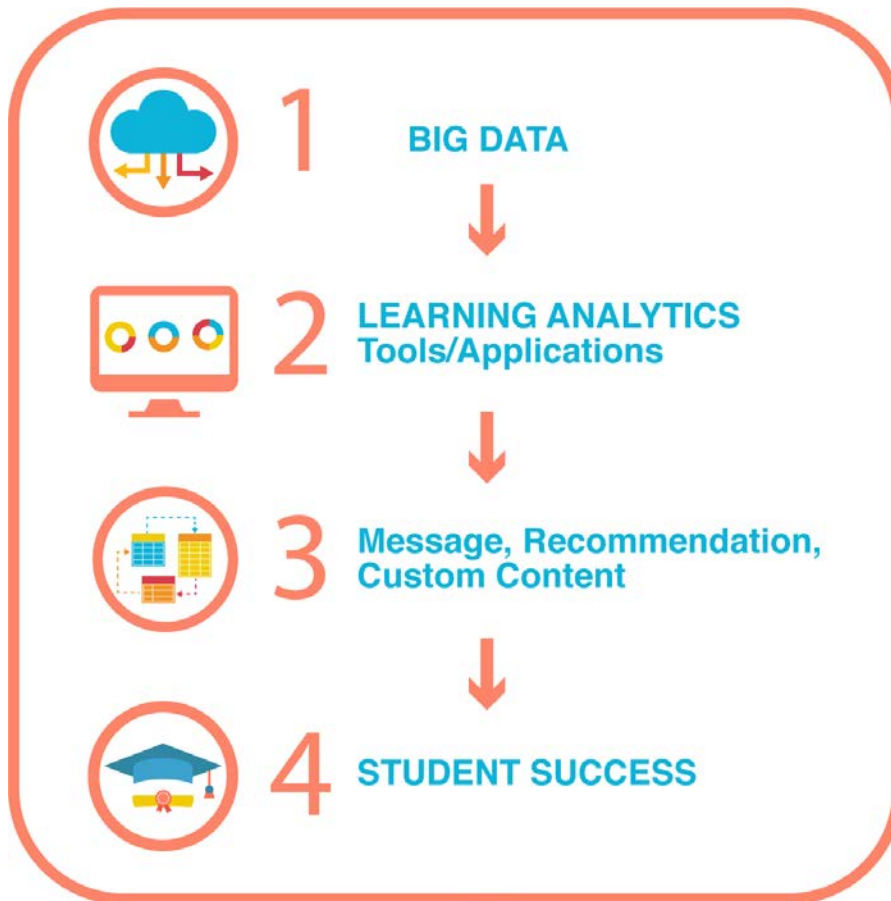 1 BIG DATA
2 LEARNING ANALYTICS
Tools/Applications
3 Message, Recommendation,
Custom Content
4 STUDENT SUCCESS